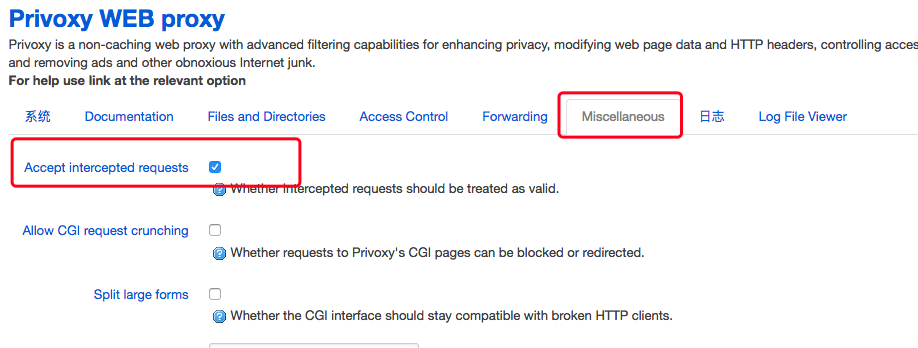 Privoxy WEB proxy
Privoxy is a non-caching web proxy with advanced filtering capabilities for enhancing privacy, modifying web page data and HTTP headers, controlling acces
and removing ads and other obnoxious Internet junk.
For help use link at the relevant option
系统 Documentation Files and Directories Access Control Forwarding Miscellaneous 日志 Log File Viewer
Accept intercepted requests
Whether intercepted requests should be treated as valid.
Allow CGI request crunching
Whether requests to Privoxy's CGI pages can be blocked or redirected.
Split large forms
Whether the CGI interface should stay compatible with broken HTTP clients.